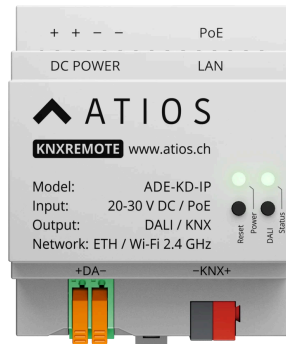 + + − − PoE
DC POWER LAN
ATIOS
KNXREMOTE www.atios.ch
Model: ADE-KD-IP
Input: 20-30 V DC / PoE
Output: DALI / KNX
Network: ETH / Wi-Fi 2.4 GHz
Reset
Power
DALI
Status
+DA− −KNX+